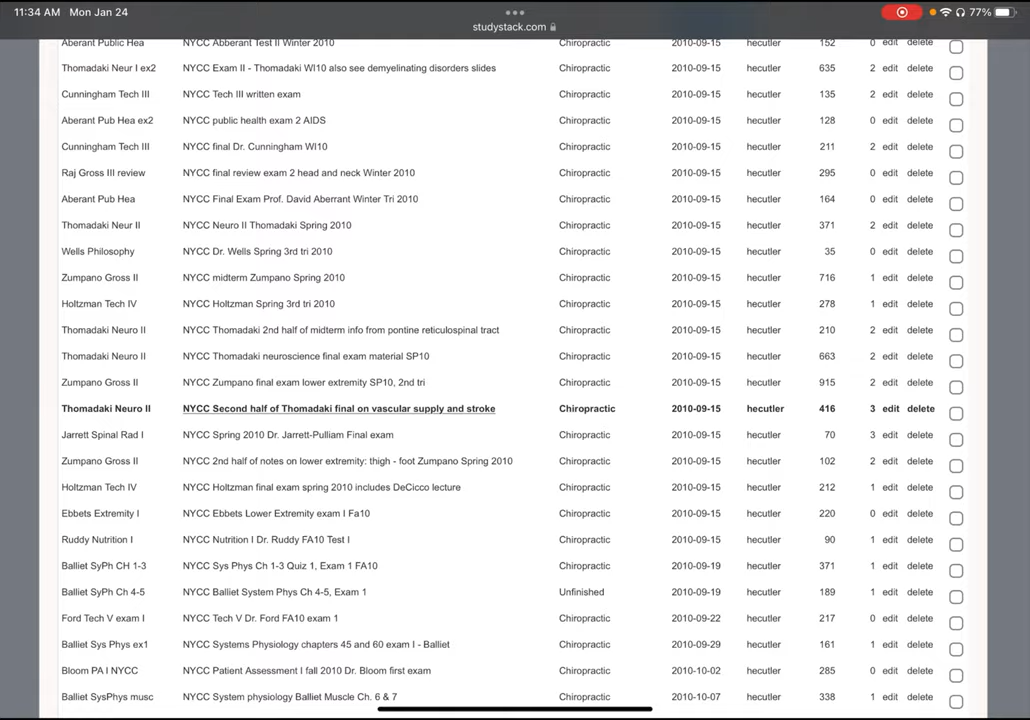 11:34 AM Mon Jan 24 77%
studystack.com
Aberant Public Hea NYCC Abberant Test II Winter 2010 Chiropractic 2010-09-15 hecutler 152 0 edit delete
Thomadaki Neur I ex2 NYCC Exam II - Thomadaki WI10 also see demyelinating disorders slides Chiropractic 2010-09-15 hecutler 635 2 edit delete
Cunningham Tech III NYCC Tech III written exam Chiropractic 2010-09-15 hecutler 135 2 edit delete
Aberant Pub Hea ex2 NYCC public health exam 2 AIDS Chiropractic 2010-09-15 hecutler 128 0 edit delete
Cunningham Tech III NYCC final Dr. Cunningham WI10 Chiropractic 2010-09-15 hecutler 211 2 edit delete
Raj Gross III review NYCC final review exam 2 head and neck Winter 2010 Chiropractic 2010-09-15 hecutler 295 0 edit delete
Aberant Pub Hea NYCC Final Exam Prof. David Aberrant Winter Tri 2010 Chiropractic 2010-09-15 hecutler 164 0 edit delete
Thomadaki Neur II NYCC Neuro II Thomadaki Spring 2010 Chiropractic 2010-09-15 hecutler 371 2 edit delete
Wells Philosophy NYCC Dr. Wells Spring 3rd tri 2010 Chiropractic 2010-09-15 hecutler 35 0 edit delete
Zumpano Gross II NYCC midterm Zumpano Spring 2010 Chiropractic 2010-09-15 hecutler 716 1 edit delete
Holtzman Tech IV NYCC Holtzman Spring 3rd tri 2010 Chiropractic 2010-09-15 hecutler 278 1 edit delete
Thomadaki Neuro II NYCC Thomadaki 2nd half of midterm info from pontine reticulospinal tract Chiropractic 2010-09-15 hecutler 210 2 edit delete
Thomadaki Neuro II NYCC Thomadaki neuroscience final exam material SP10 Chiropractic 2010-09-15 hecutler 663 2 edit delete
Zumpano Gross II NYCC Zumpano final exam lower extremity SP10, 2nd tri Chiropractic 2010-09-15 hecutler 915 2 edit delete
Thomadaki Neuro II NYCC Second half of Thomadaki final on vascular supply and stroke Chiropractic 2010-09-15 hecutler 416 3 edit delete
Jarrett Spinal Rad I NYCC Spring 2010 Dr. Jarrett-Pulliam Final exam Chiropractic 2010-09-15 hecutler 70 3 edit delete
Zumpano Gross II NYCC 2nd half of notes on lower extremity: thigh - foot Zumpano Spring 2010 Chiropractic 2010-09-15 hecutler 102 2 edit delete
Holtzman Tech IV NYCC Holtzman final exam spring 2010 includes DeCicco lecture Chiropractic 2010-09-15 hecutler 212 1 edit delete
Ebbets Extremity I NYCC Ebbets Lower Extremity exam I Fa10 Chiropractic 2010-09-15 hecutler 220 0 edit delete
Ruddy Nutrition I NYCC Nutrition I Dr. Ruddy FA10 Test I Chiropractic 2010-09-15 hecutler 90 1 edit delete
Balliet SyPh CH 1-3 NYCC Sys Phys Ch 1-3 Quiz 1, Exam 1 FA10 Chiropractic 2010-09-19 hecutler 371 1 edit delete
Balliet SyPh Ch 4-5 NYCC Balliet System Phys Ch 4-5, Exam 1 Unfinished 2010-09-19 hecutler 189 1 edit delete
Ford Tech V exam I NYCC Tech V Dr. Ford FA10 exam 1 Chiropractic 2010-09-22 hecutler 217 0 edit delete
Balliet Sys Phys ex1 NYCC Systems Physiology chapters 45 and 60 exam I - Balliet Chiropractic 2010-09-29 hecutler 161 1 edit delete
Bloom PA I NYCC NYCC Patient Assessment I fall 2010 Dr. Bloom first exam Chiropractic 2010-10-02 hecutler 285 0 edit delete
Balliet SysPhys musc NYCC System physiology Balliet Muscle Ch. 6 & 7 Chiropractic 2010-10-07 hecutler 338 1 edit delete